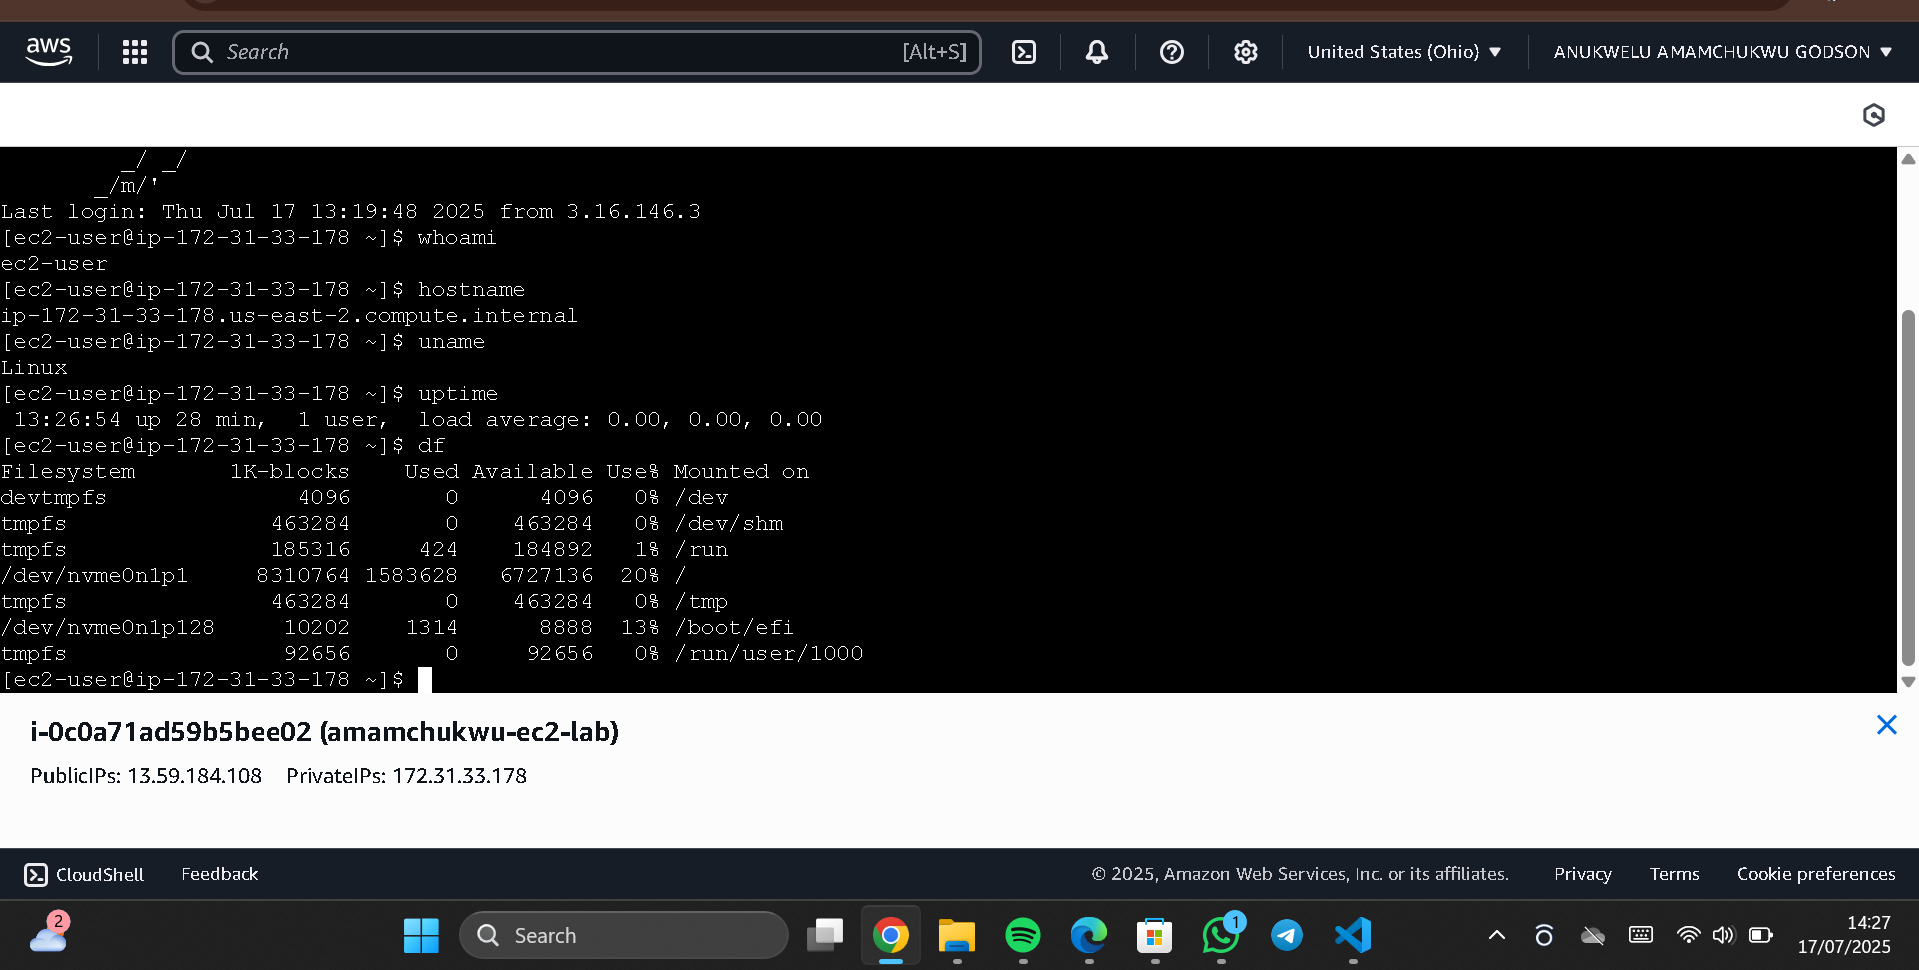 aws Search [Alt+S] United States (Ohio) ANUKWELU AMAMCHUKWU GODSON
_/ _/
_/m/'
Last login: Thu Jul 17 13:19:48 2025 from 3.16.146.3
[ec2-user@ip-172-31-33-178 ~]$ whoami
ec2-user
[ec2-user@ip-172-31-33-178 ~]$ hostname
ip-172-31-33-178.us-east-2.compute.internal
[ec2-user@ip-172-31-33-178 ~]$ uname
Linux
[ec2-user@ip-172-31-33-178 ~]$ uptime
 13:26:54 up 28 min,  1 user,  load average: 0.00, 0.00, 0.00
[ec2-user@ip-172-31-33-178 ~]$ df
Filesystem       1K-blocks    Used Available Use% Mounted on
devtmpfs              4096       0      4096   0% /dev
tmpfs               463284       0    463284   0% /dev/shm
tmpfs               185316     424    184892   1% /run
/dev/nvme0n1p1     8310764 1583628   6727136  20% /
tmpfs               463284       0    463284   0% /tmp
/dev/nvme0n1p128     10202    1314      8888  13% /boot/efi
tmpfs                92656       0     92656   0% /run/user/1000
[ec2-user@ip-172-31-33-178 ~]$
i-0c0a71ad59b5bee02 (amamchukwu-ec2-lab)
PublicIPs: 13.59.184.108 PrivateIPs: 172.31.33.178
CloudShell Feedback © 2025, Amazon Web Services, Inc. or its affiliates. Privacy Terms Cookie preferences
2 Search 1 14:27
17/07/2025